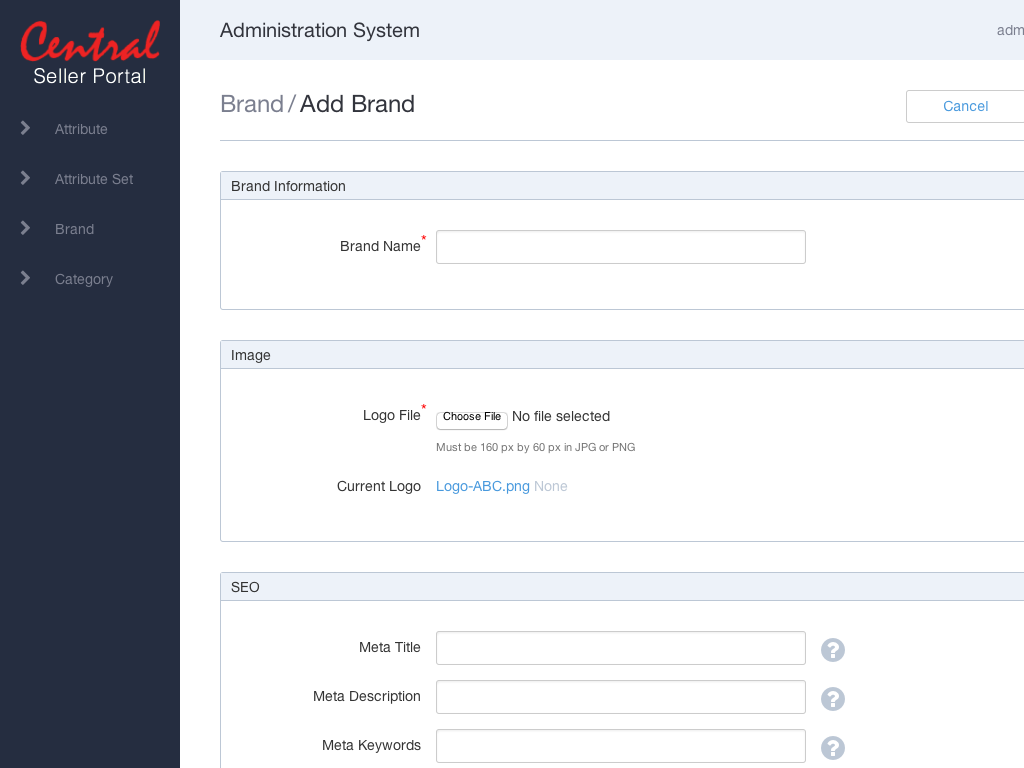 Central
Seller Portal
Attribute
Attribute Set
Brand
Category
Administration System
adm
Brand / Add Brand
Cancel
Brand Information
Brand Name*
Image
Logo File* Choose File No file selected
Must be 160 px by 60 px in JPG or PNG
Current Logo Logo-ABC.png None
SEO
Meta Title ?
Meta Description ?
Meta Keywords ?